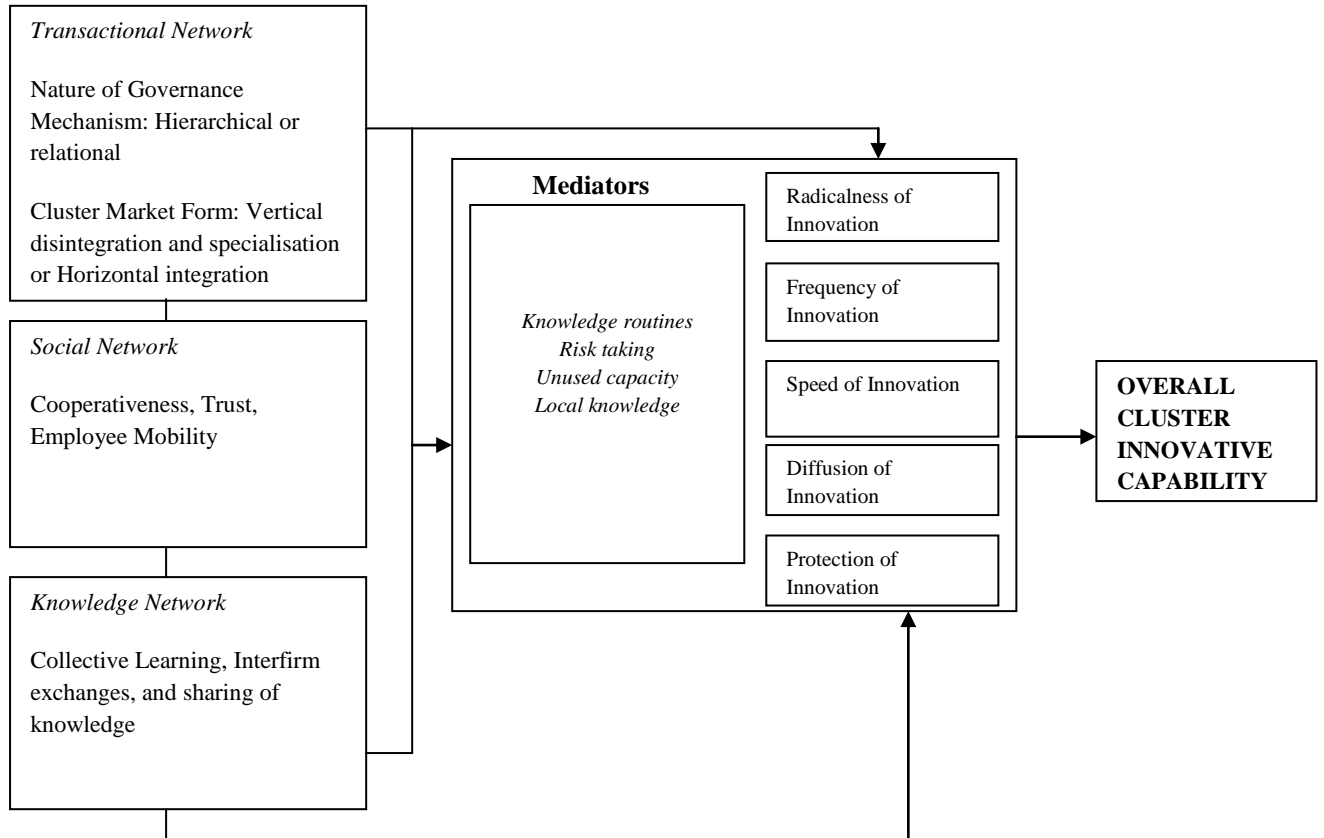 Transactional Network
Nature of Governance
Mechanism: Hierarchical or
relational
Cluster Market Form: Vertical
disintegration and specialisation
or Horizontal integration
Social Network
Cooperativeness, Trust,
Employee Mobility
Knowledge Network
Collective Learning, Interfirm
exchanges, and sharing of
knowledge
Mediators
Knowledge routines
Risk taking
Unused capacity
Local knowledge
Radicalness of
Innovation
Frequency of
Innovation
Speed of Innovation
Diffusion of
Innovation
Protection of
Innovation
OVERALL
CLUSTER
INNOVATIVE
CAPABILITY